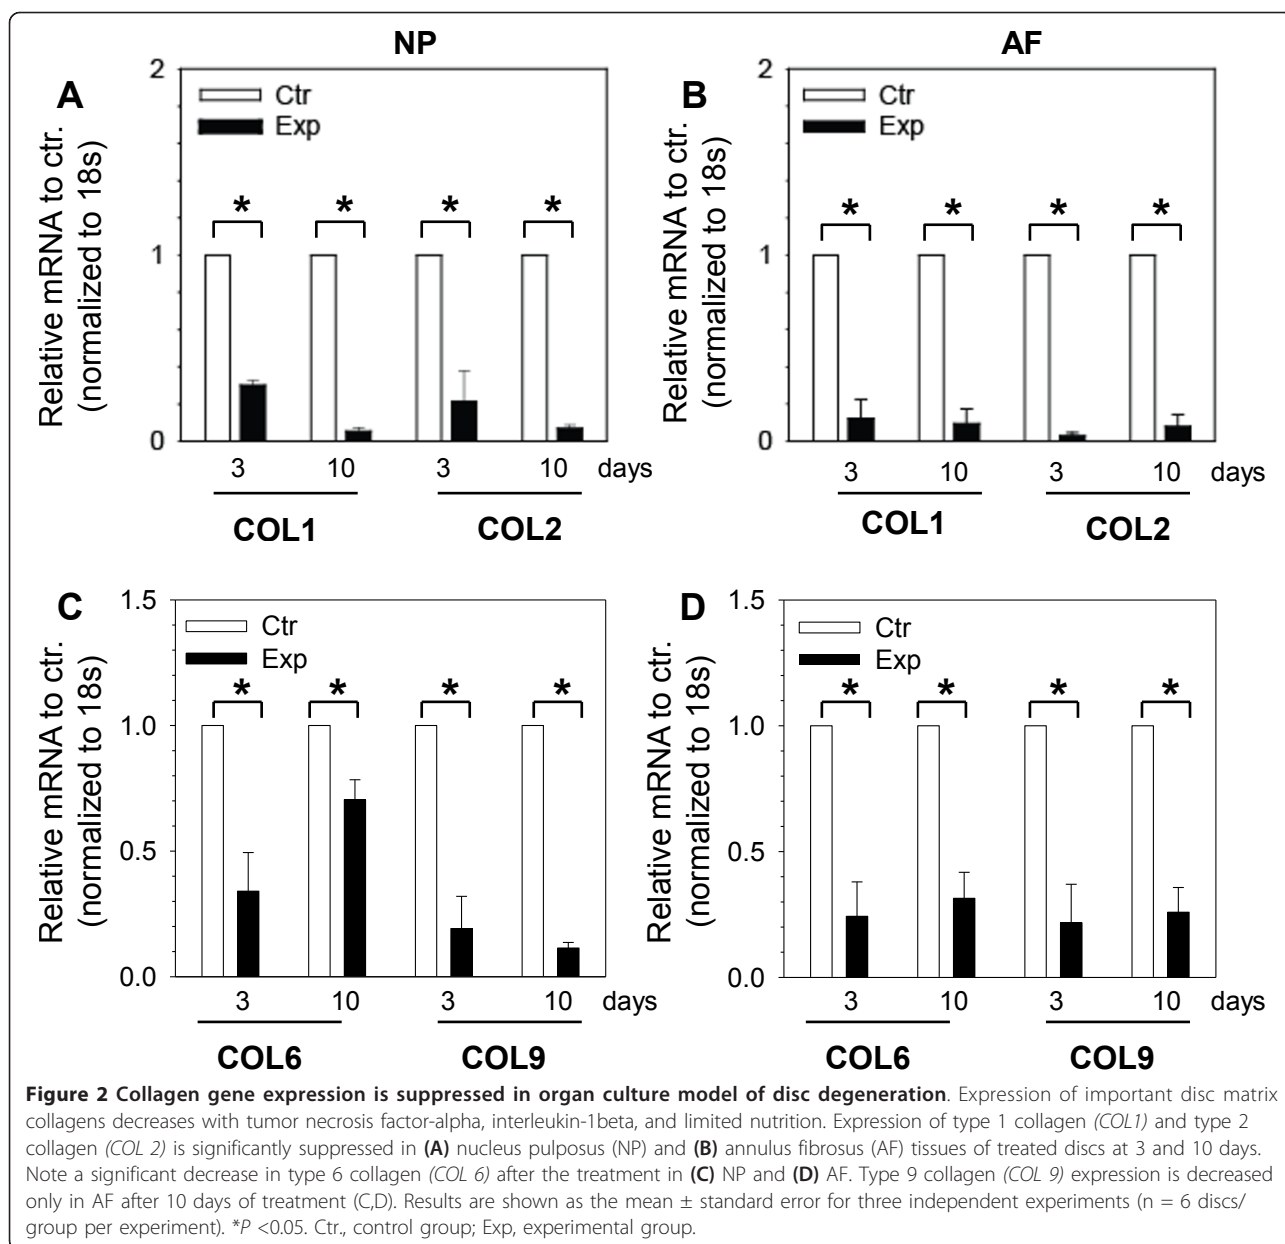 NP
AF
A
2
1
0
Relative mRNA to ctr.
(normalized to 18s)
Ctr
Exp
* * * *
3 10 3 10 days
COL1 COL2
B
2
1
0
Relative mRNA to ctr.
(normalized to 18s)
Ctr
Exp
* * * *
3 10 3 10 days
COL1 COL2
C
1.5
1.0
0.5
0.0
Relative mRNA to ctr.
(normalized to 18s)
Ctr
Exp
* * * *
3 10 3 10 days
COL6 COL9
D
1.5
1.0
0.5
0.0
Relative mRNA to ctr.
(normalized to 18s)
Ctr
Exp
* * * *
3 10 3 10 days
COL6 COL9
Figure 2 Collagen gene expression is suppressed in organ culture model of disc degeneration. Expression of important disc matrix
collagens decreases with tumor necrosis factor-alpha, interleukin-1beta, and limited nutrition. Expression of type 1 collagen (COL1) and type 2
collagen (COL 2) is significantly suppressed in (A) nucleus pulposus (NP) and (B) annulus fibrosus (AF) tissues of treated discs at 3 and 10 days.
Note a significant decrease in type 6 collagen (COL 6) after the treatment in (C) NP and (D) AF. Type 9 collagen (COL 9) expression is decreased
only in AF after 10 days of treatment (C,D). Results are shown as the mean ± standard error for three independent experiments (n = 6 discs/
group per experiment). *P <0.05. Ctr., control group; Exp, experimental group.